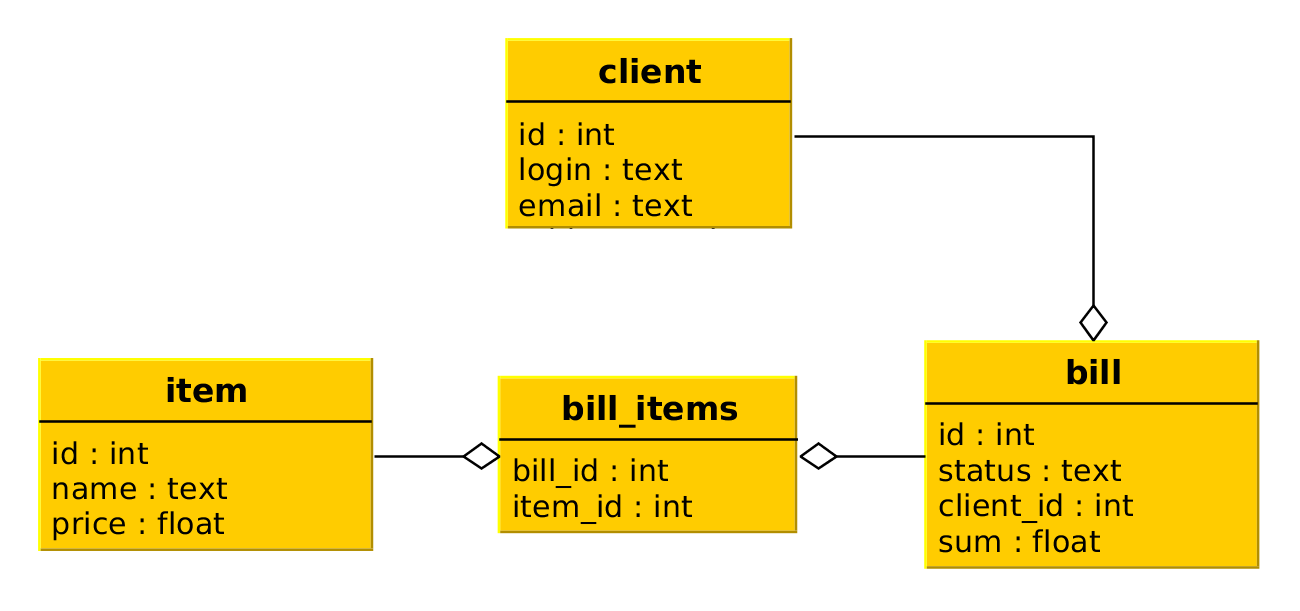 client
id : int
login : text
email : text
item
id : int
name : text
price : float
bill_items
bill_id : int
item_id : int
bill
id : int
status : text
client_id : int
sum : float